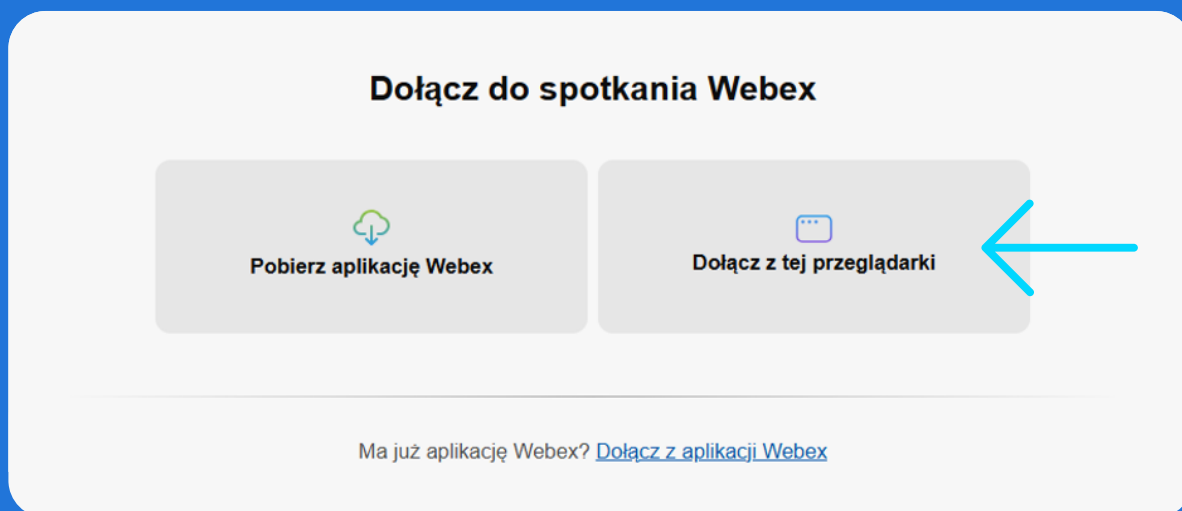 Dołącz do spotkania Webex
Pobierz aplikację Webex
Dołącz z tej przeglądarki
Ma już aplikację Webex? Dołącz z aplikacji Webex